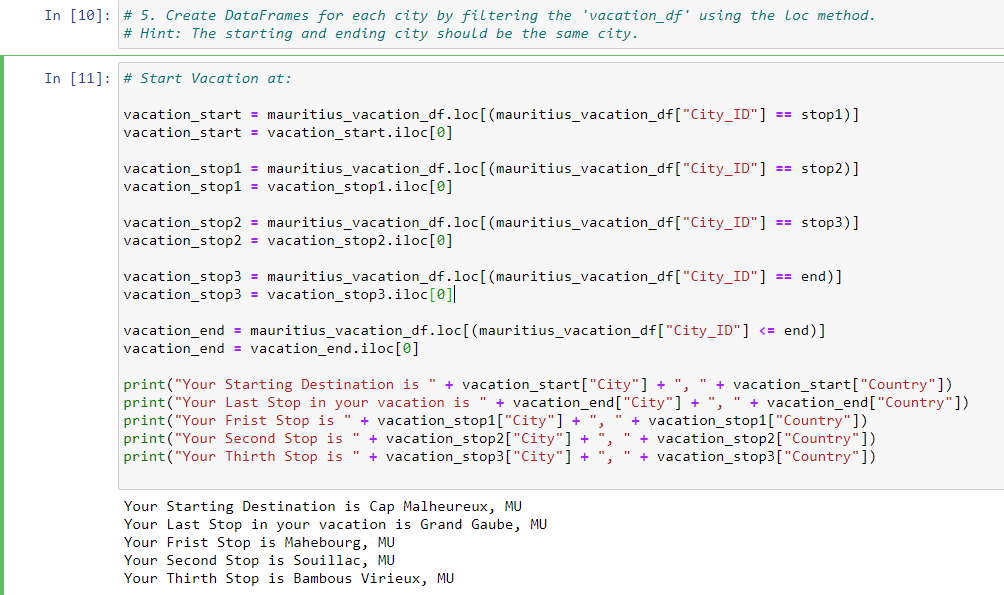 In [10]: # 5. Create DataFrames for each city by filtering the 'vacation_df' using the loc method.
# Hint: The starting and ending city should be the same city.
In [11]: # Start Vacation at:
vacation_start = mauritius_vacation_df.loc[(mauritius_vacation_df["City_ID"] == stop1)]
vacation_start = vacation_start.iloc[0]
vacation_stop1 = mauritius_vacation_df.loc[(mauritius_vacation_df["City_ID"] == stop2)]
vacation_stop1 = vacation_stop1.iloc[0]
vacation_stop2 = mauritius_vacation_df.loc[(mauritius_vacation_df["City_ID"] == stop3)]
vacation_stop2 = vacation_stop2.iloc[0]
vacation_stop3 = mauritius_vacation_df.loc[(mauritius_vacation_df["City_ID"] == end)]
vacation_stop3 = vacation_stop3.iloc[0]
vacation_end = mauritius_vacation_df.loc[(mauritius_vacation_df["City_ID"] <= end)]
vacation_end = vacation_end.iloc[0]
print("Your Starting Destination is " + vacation_start["City"] + ", " + vacation_start["Country"])
print("Your Last Stop in your vacation is " + vacation_end["City"] + ", " + vacation_end["Country"])
print("Your Frist Stop is " + vacation_stop1["City"] + ", " + vacation_stop1["Country"])
print("Your Second Stop is " + vacation_stop2["City"] + ", " + vacation_stop2["Country"])
print("Your Thirth Stop is " + vacation_stop3["City"] + ", " + vacation_stop3["Country"])
Your Starting Destination is Cap Malheureux, MU
Your Last Stop in your vacation is Grand Gaube, MU
Your Frist Stop is Mahebourg, MU
Your Second Stop is Souillac, MU
Your Thirth Stop is Bambous Virieux, MU